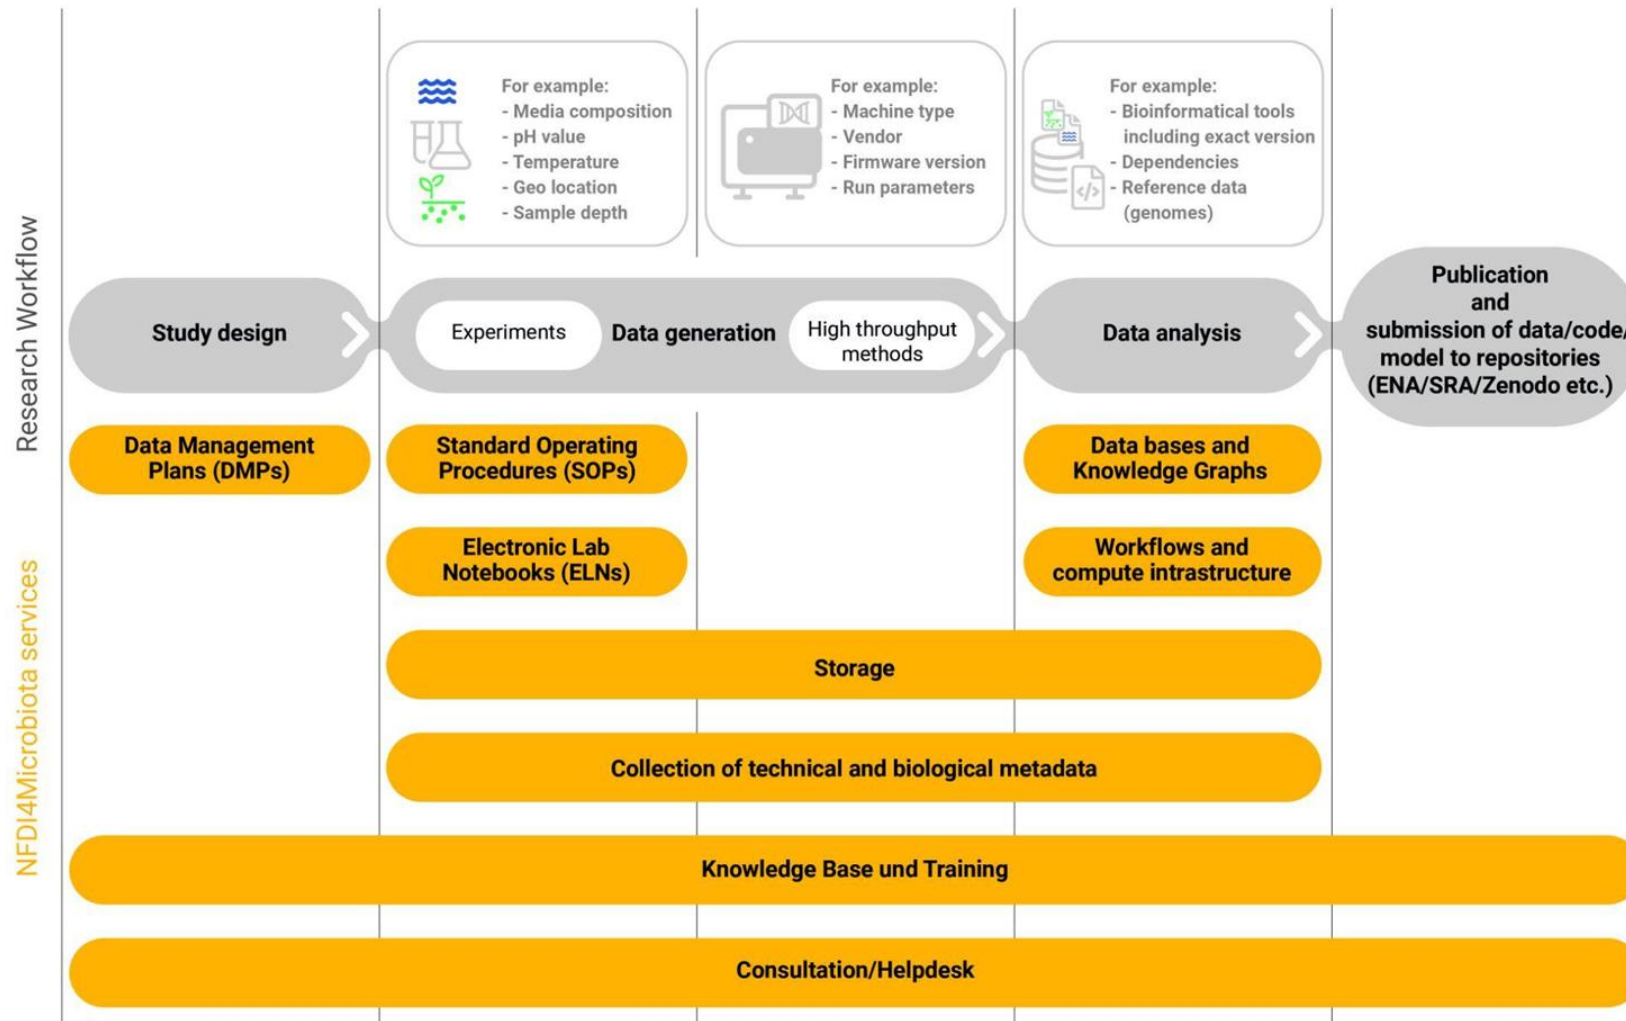 Research Workflow
NFDI4Microbiota services
For example:
- Media composition
- pH value
- Temperature
- Geo location
- Sample depth
For example:
- Machine type
- Vendor
- Firmware version
- Run parameters
For example:
- Bioinformatical tools
including exact version
- Dependencies
- Reference data
(genomes)
</>
Study design
Experiments
Data generation
High throughput
methods
Data analysis
Publication
and
submission of data/code/
model to repositories
(ENA/SRA/Zenodo etc.)
Data Management
Plans (DMPs)
Standard Operating
Procedures (SOPs)
Data bases and
Knowledge Graphs
Electronic Lab
Notebooks (ELNs)
Workflows and
compute intrastructure
Storage
Collection of technical and biological metadata
Knowledge Base und Training
Consultation/Helpdesk